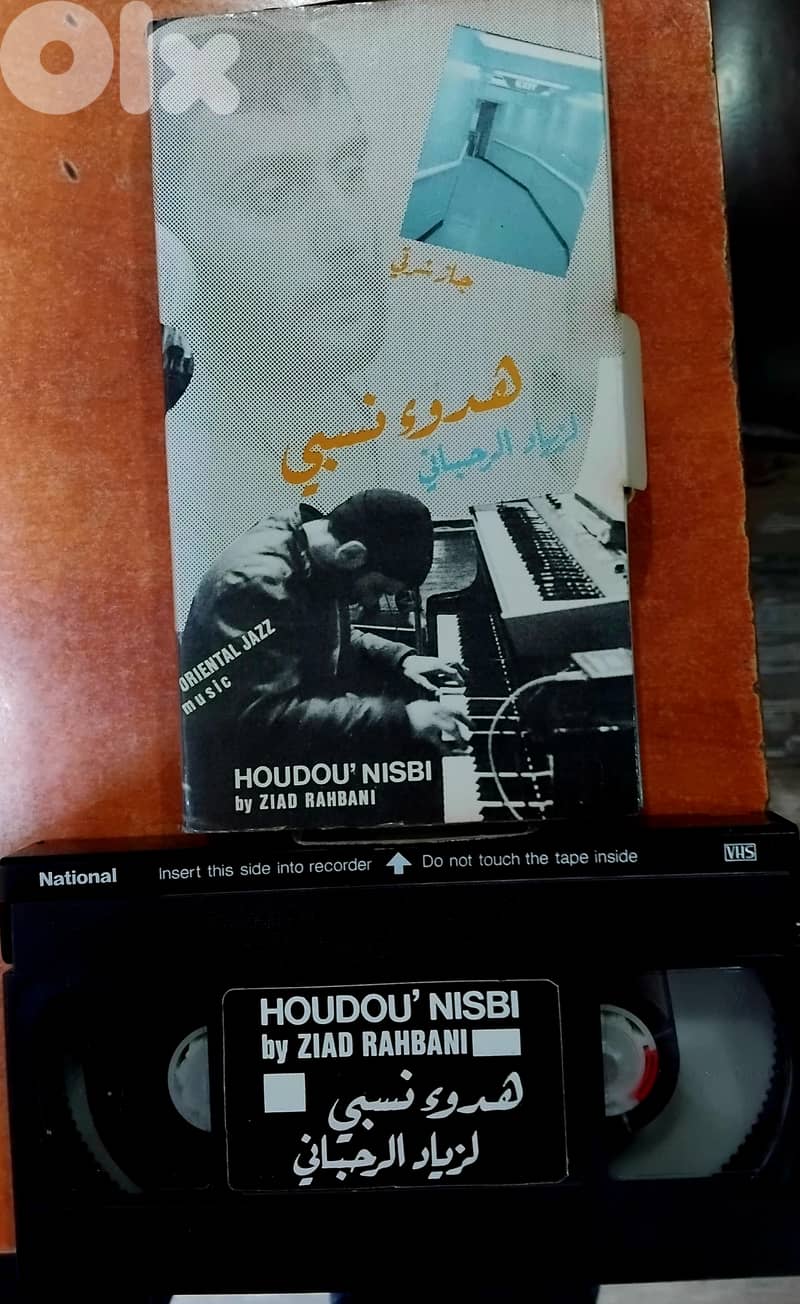 olx
EXIT
جاز شرقي
هدوء نسبي
لزياد الرحباني
ORIENTAL JAZZ
music
HOUDOU' NISBI
by ZIAD RAHBANI
National Insert this side into recorder Do not touch the tape inside VHS
HOUDOU' NISBI
by ZIAD RAHBANI
هدوء نسبي
لزياد الرحباني